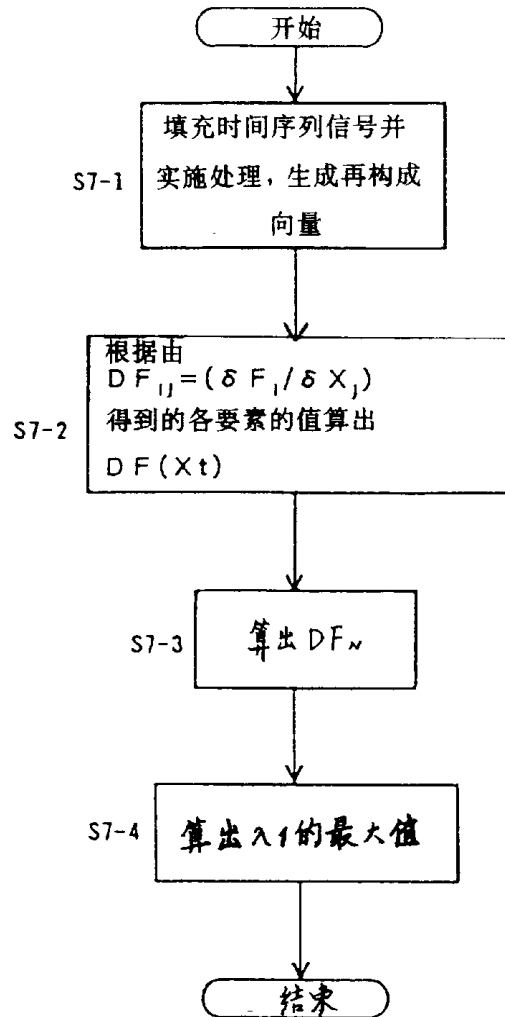 开始
S7-1
填充时间序列信号并
实施处理，生成再构成
向量
S7-2
根据由
DF_{ij}=(δF_i/δX_j)
得到的各要素的值算出
DF(Xt)
S7-3
算出DF_N
S7-4
算出λ1的最大值
结束